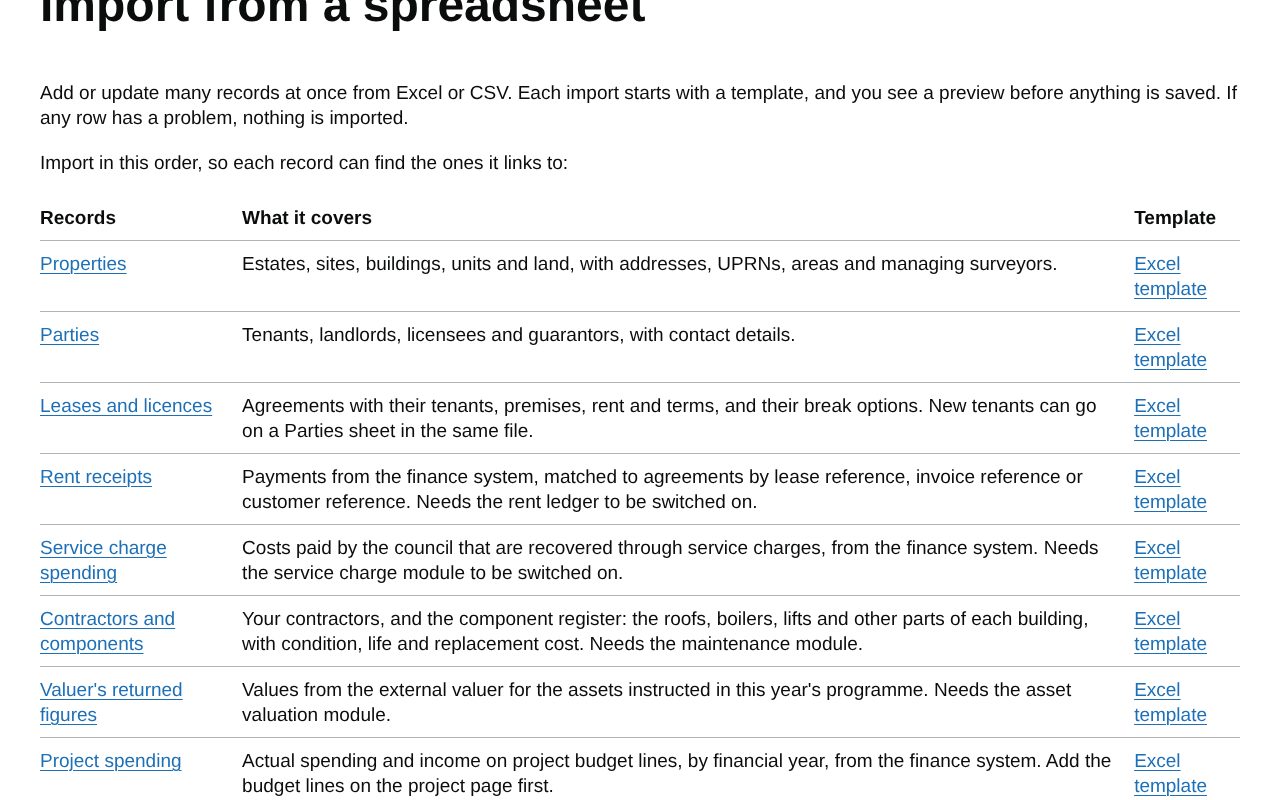 Import from a spreadsheet
Add or update many records at once from Excel or CSV. Each import starts with a template, and you see a preview before anything is saved. If
any row has a problem, nothing is imported.
Import in this order, so each record can find the ones it links to:
Records What it covers Template
Properties Estates, sites, buildings, units and land, with addresses, UPRNs, areas and managing surveyors. Excel
template
Parties Tenants, landlords, licensees and guarantors, with contact details. Excel
template
Leases and licences Agreements with their tenants, premises, rent and terms, and their break options. New tenants can go Excel
on a Parties sheet in the same file. template
Rent receipts Payments from the finance system, matched to agreements by lease reference, invoice reference or Excel
customer reference. Needs the rent ledger to be switched on. template
Service charge Costs paid by the council that are recovered through service charges, from the finance system. Needs Excel
spending the service charge module to be switched on. template
Contractors and Your contractors, and the component register: the roofs, boilers, lifts and other parts of each building, Excel
components with condition, life and replacement cost. Needs the maintenance module. template
Valuer's returned Values from the external valuer for the assets instructed in this year's programme. Needs the asset Excel
figures valuation module. template
Project spending Actual spending and income on project budget lines, by financial year, from the finance system. Add the Excel
budget lines on the project page first. template